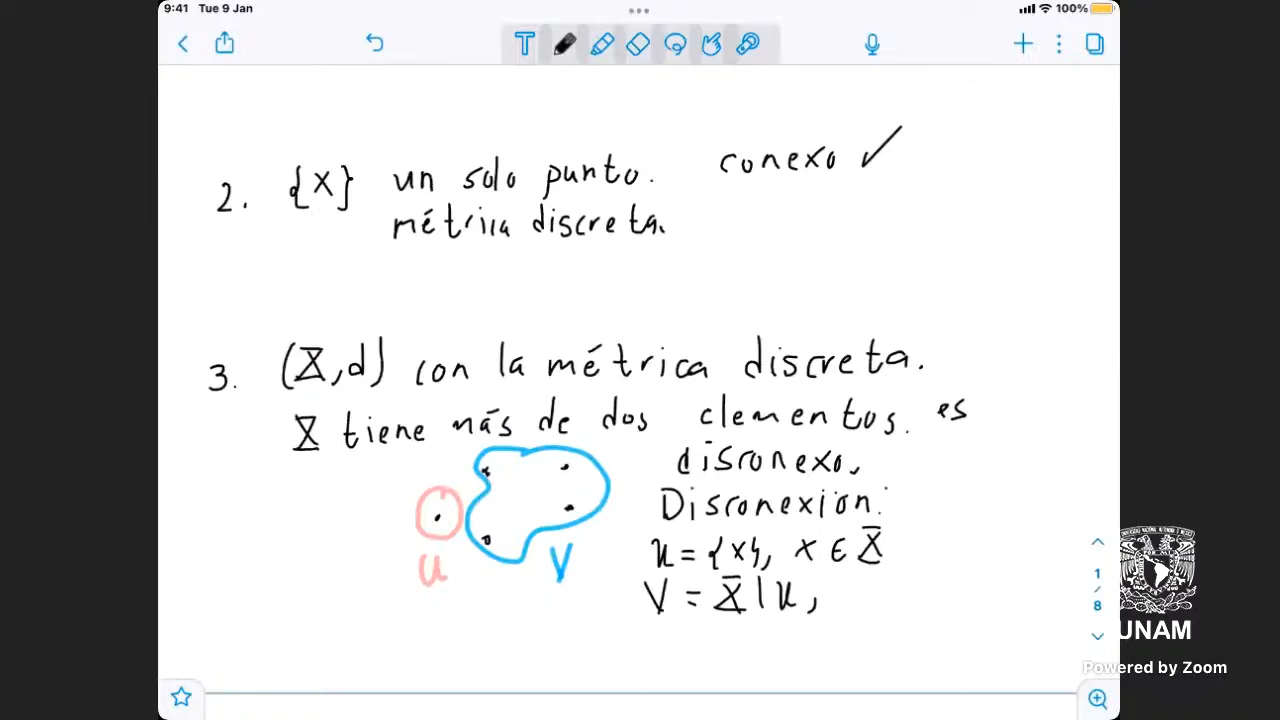 9:41 Tue 9 Jan
100%
T
2. {x} un solo punto. conexo ✓
métrica discreta.
3. (X,d) con la métrica discreta.
X tiene más de dos elementos. es
disconexo.
Disconexion:
U = {x}, x ∈ X
V = X \ U,
U
V
1
/
8
UNAM
Powered by Zoom